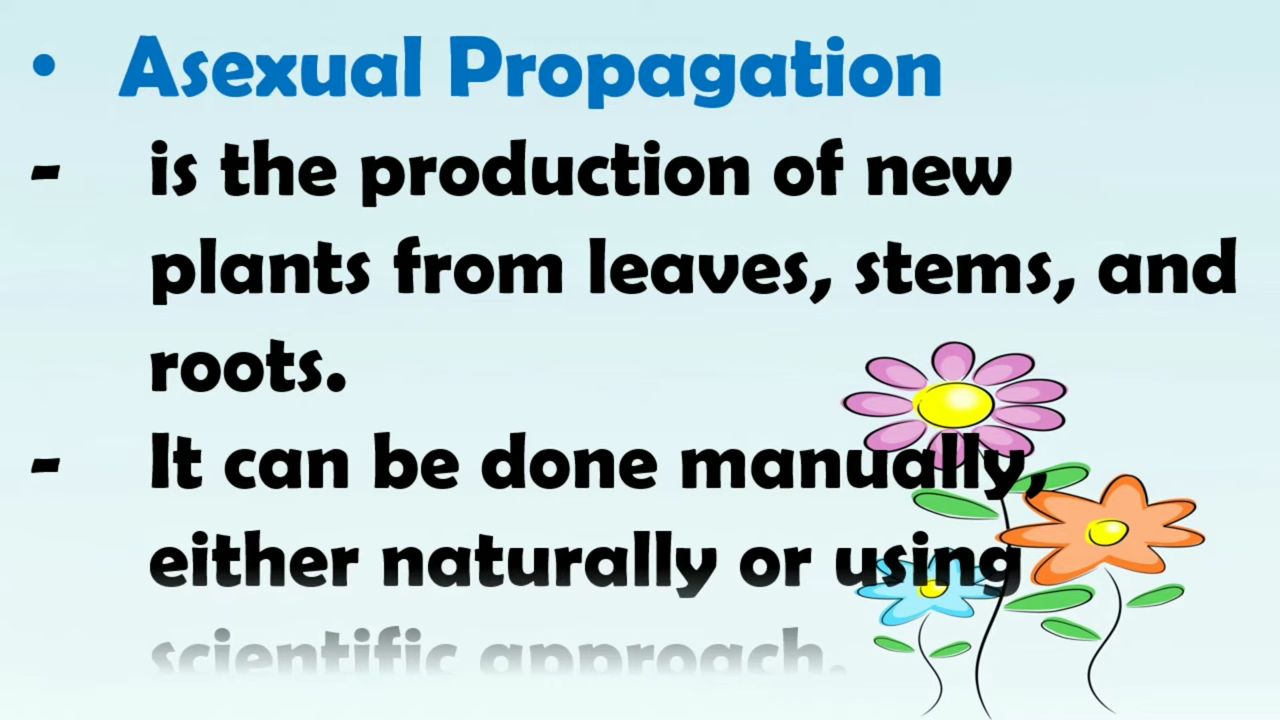 • Asexual Propagation
- is the production of new
plants from leaves, stems, and
roots.
- It can be done manually,
either naturally or using
scientific approach.